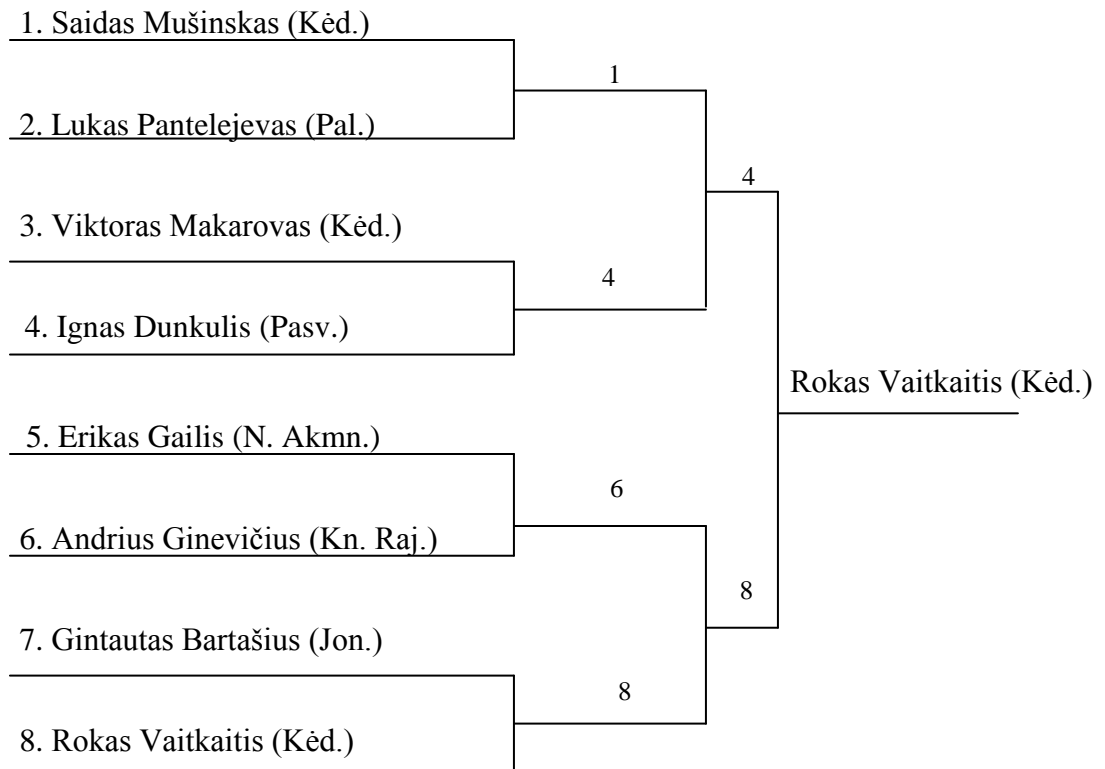 1. Saidas Mušinskas (Kėd.)
1
2. Lukas Pantelejevas (Pal.)
4
3. Viktoras Makarovas (Kėd.)
4
4. Ignas Dunkulis (Pasv.)
Rokas Vaitkaitis (Kėd.)
5. Erikas Gailis (N. Akmn.)
6
6. Andrius Ginevičius (Kn. Raj.)
8
7. Gintautas Bartašius (Jon.)
8
8. Rokas Vaitkaitis (Kėd.)